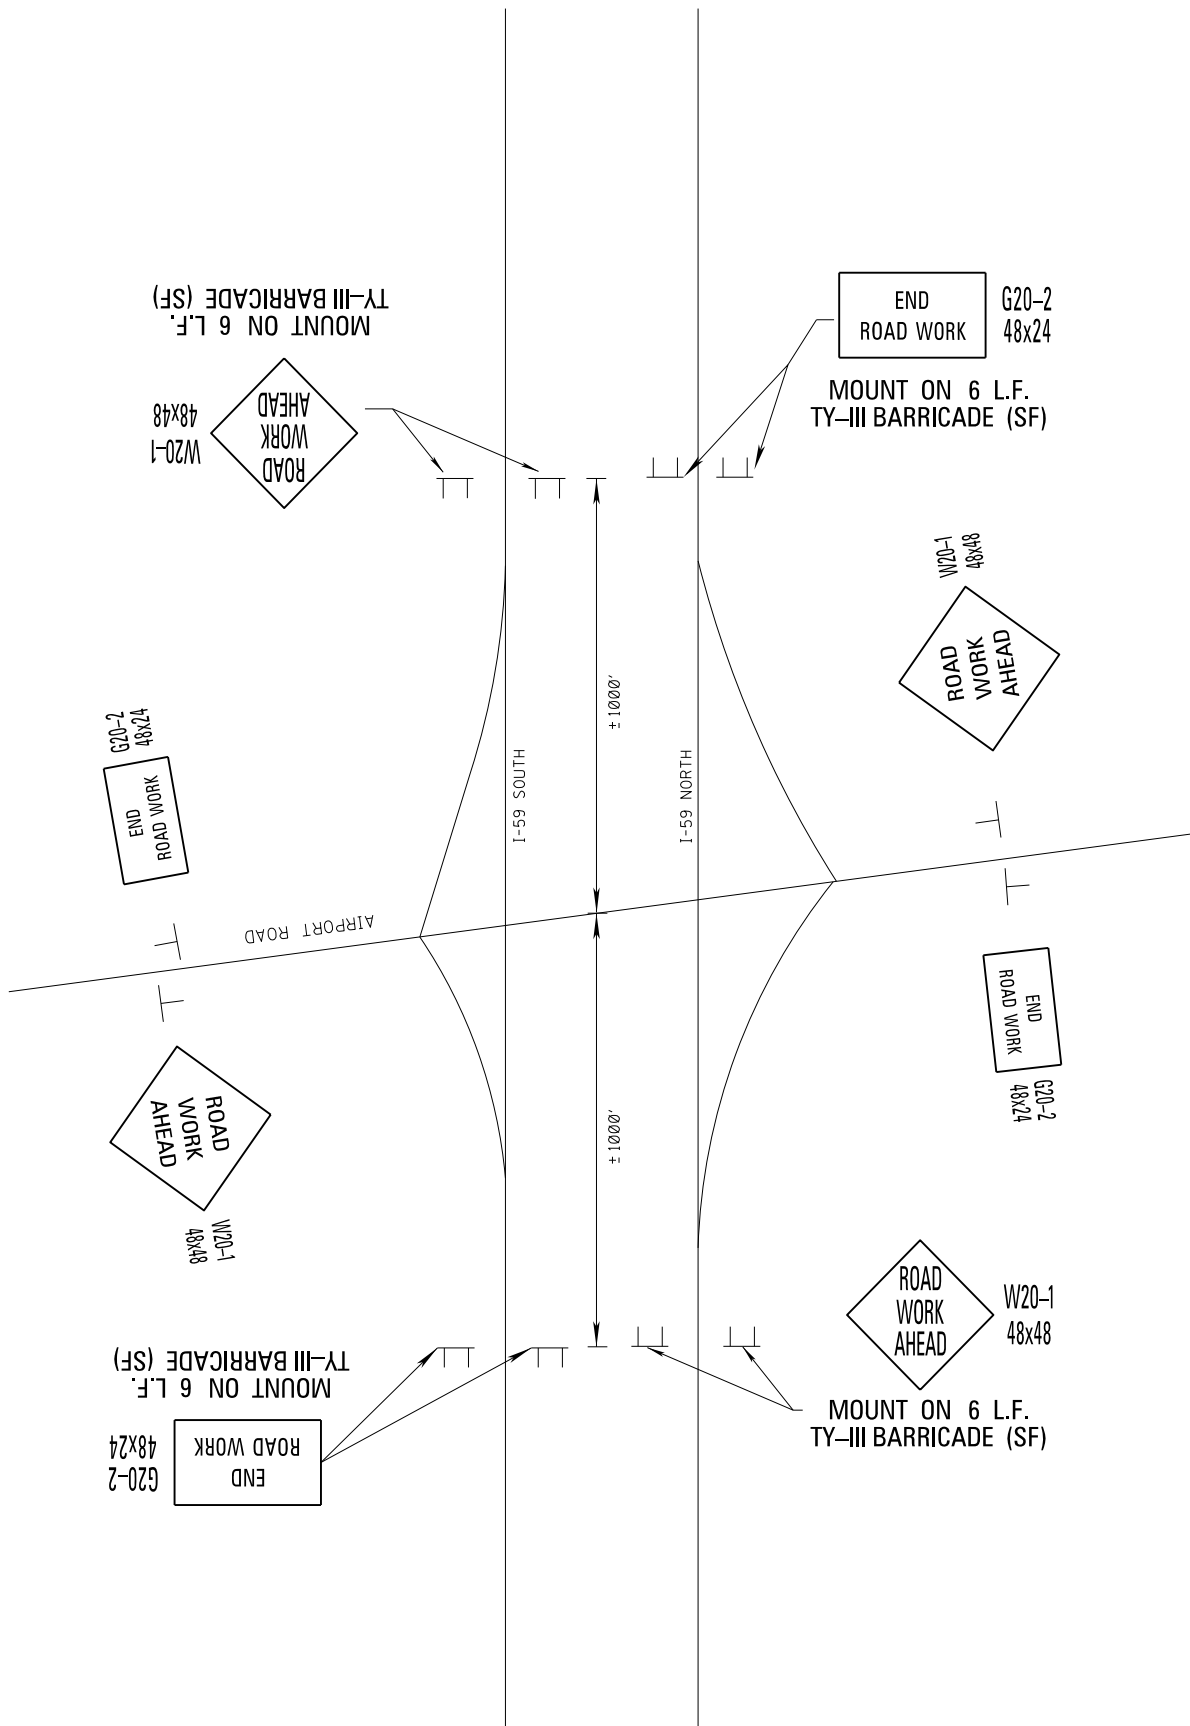 MOUNT ON 6 L.F.
TY-III BARRICADE (SF)
ROAD
WORK
AHEAD
W20-1
48x48
END
ROAD WORK
G20-2
48x24
MOUNT ON 6 L.F.
TY-III BARRICADE (SF)
W20-1
48x48
ROAD
WORK
AHEAD
G20-2
48x24
END
ROAD WORK
±1000'
I-59 SOUTH
I-59 NORTH
AIRPORT ROAD
END
ROAD WORK
G20-2
48x24
ROAD
WORK
AHEAD
W20-1
48x48
±1000'
ROAD
WORK
AHEAD
W20-1
48x48
MOUNT ON 6 L.F.
TY-III BARRICADE (SF)
MOUNT ON 6 L.F.
TY-III BARRICADE (SF)
END
ROAD WORK
G20-2
48x24